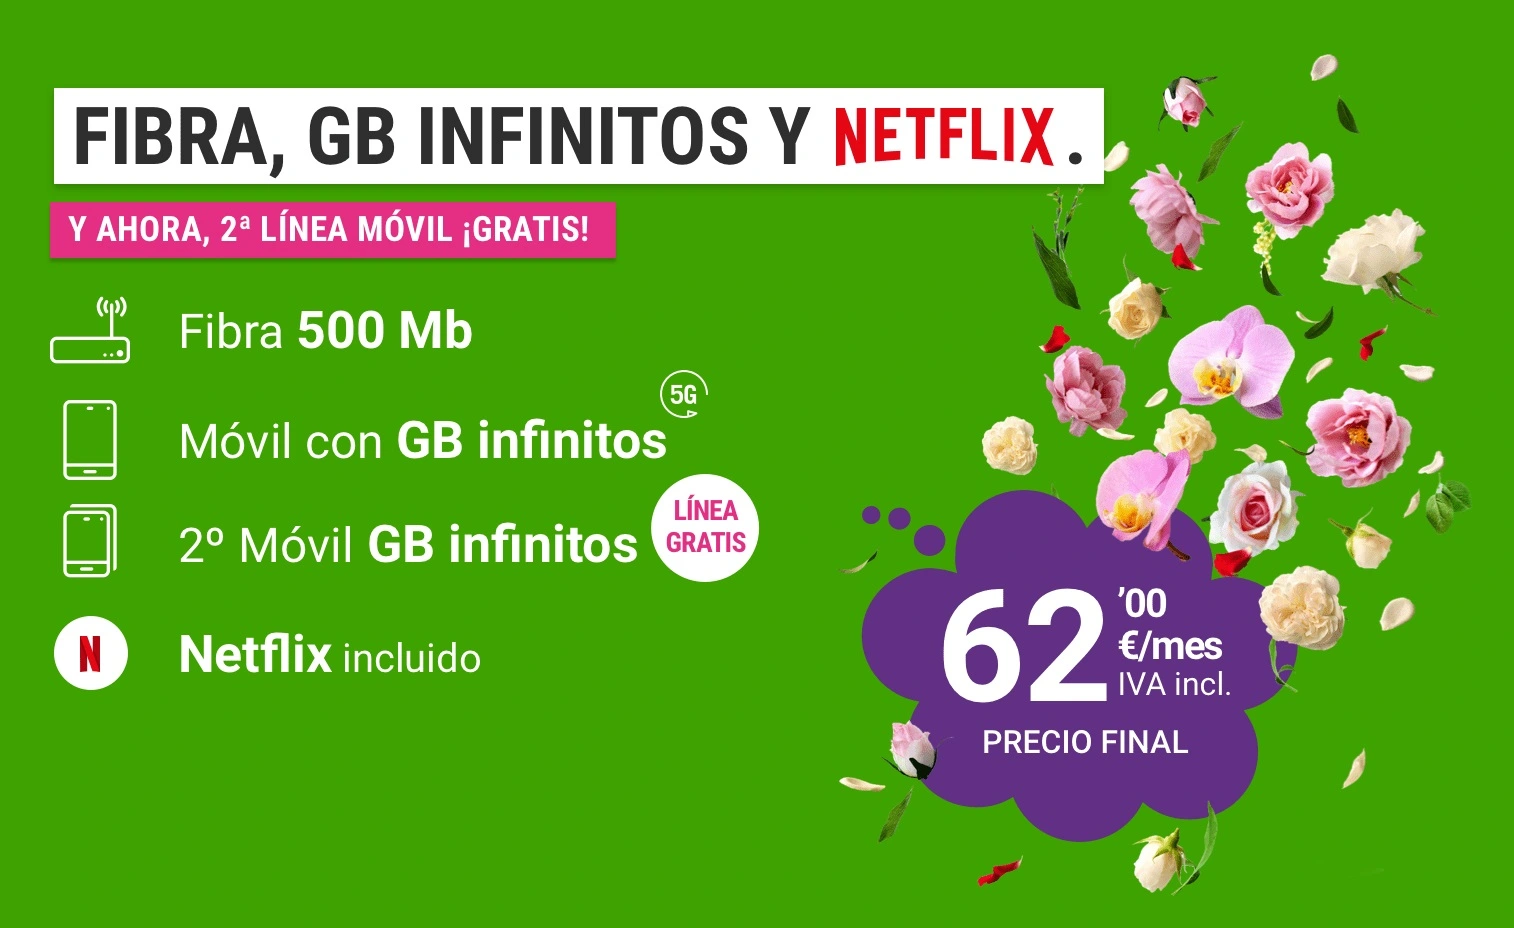 FIBRA, GB INFINITOS Y NETFLIX.
Y AHORA, 2ª LÍNEA MÓVIL ¡GRATIS!
Fibra 500 Mb
5G
Móvil con GB infinitos
LÍNEA
GRATIS
2º Móvil GB infinitos
N
Netflix incluido
62'00
€/mes
IVA incl.
PRECIO FINAL